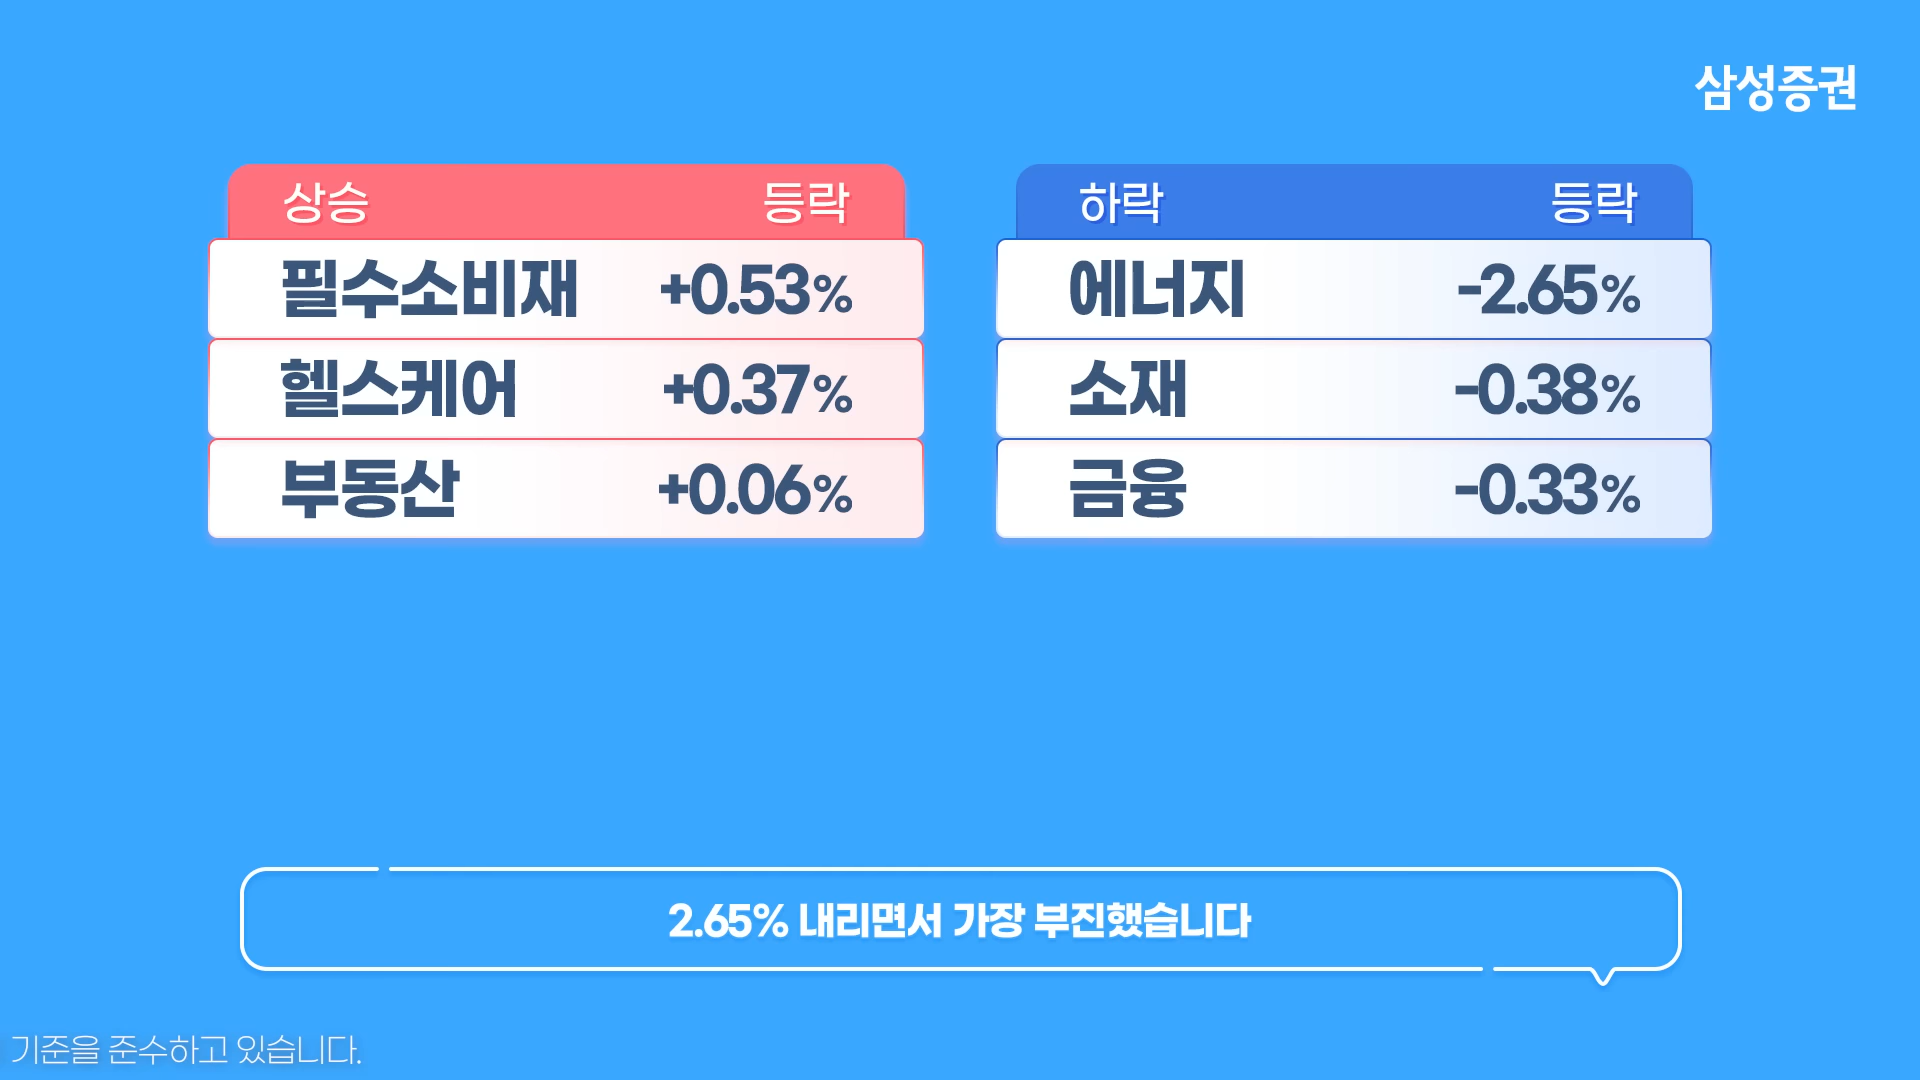 삼성증권
상승 등락
필수소비재 +0.53%
헬스케어 +0.37%
부동산 +0.06%
하락 등락
에너지 -2.65%
소재 -0.38%
금융 -0.33%
2.65% 내리면서 가장 부진했습니다
기준을 준수하고 있습니다.